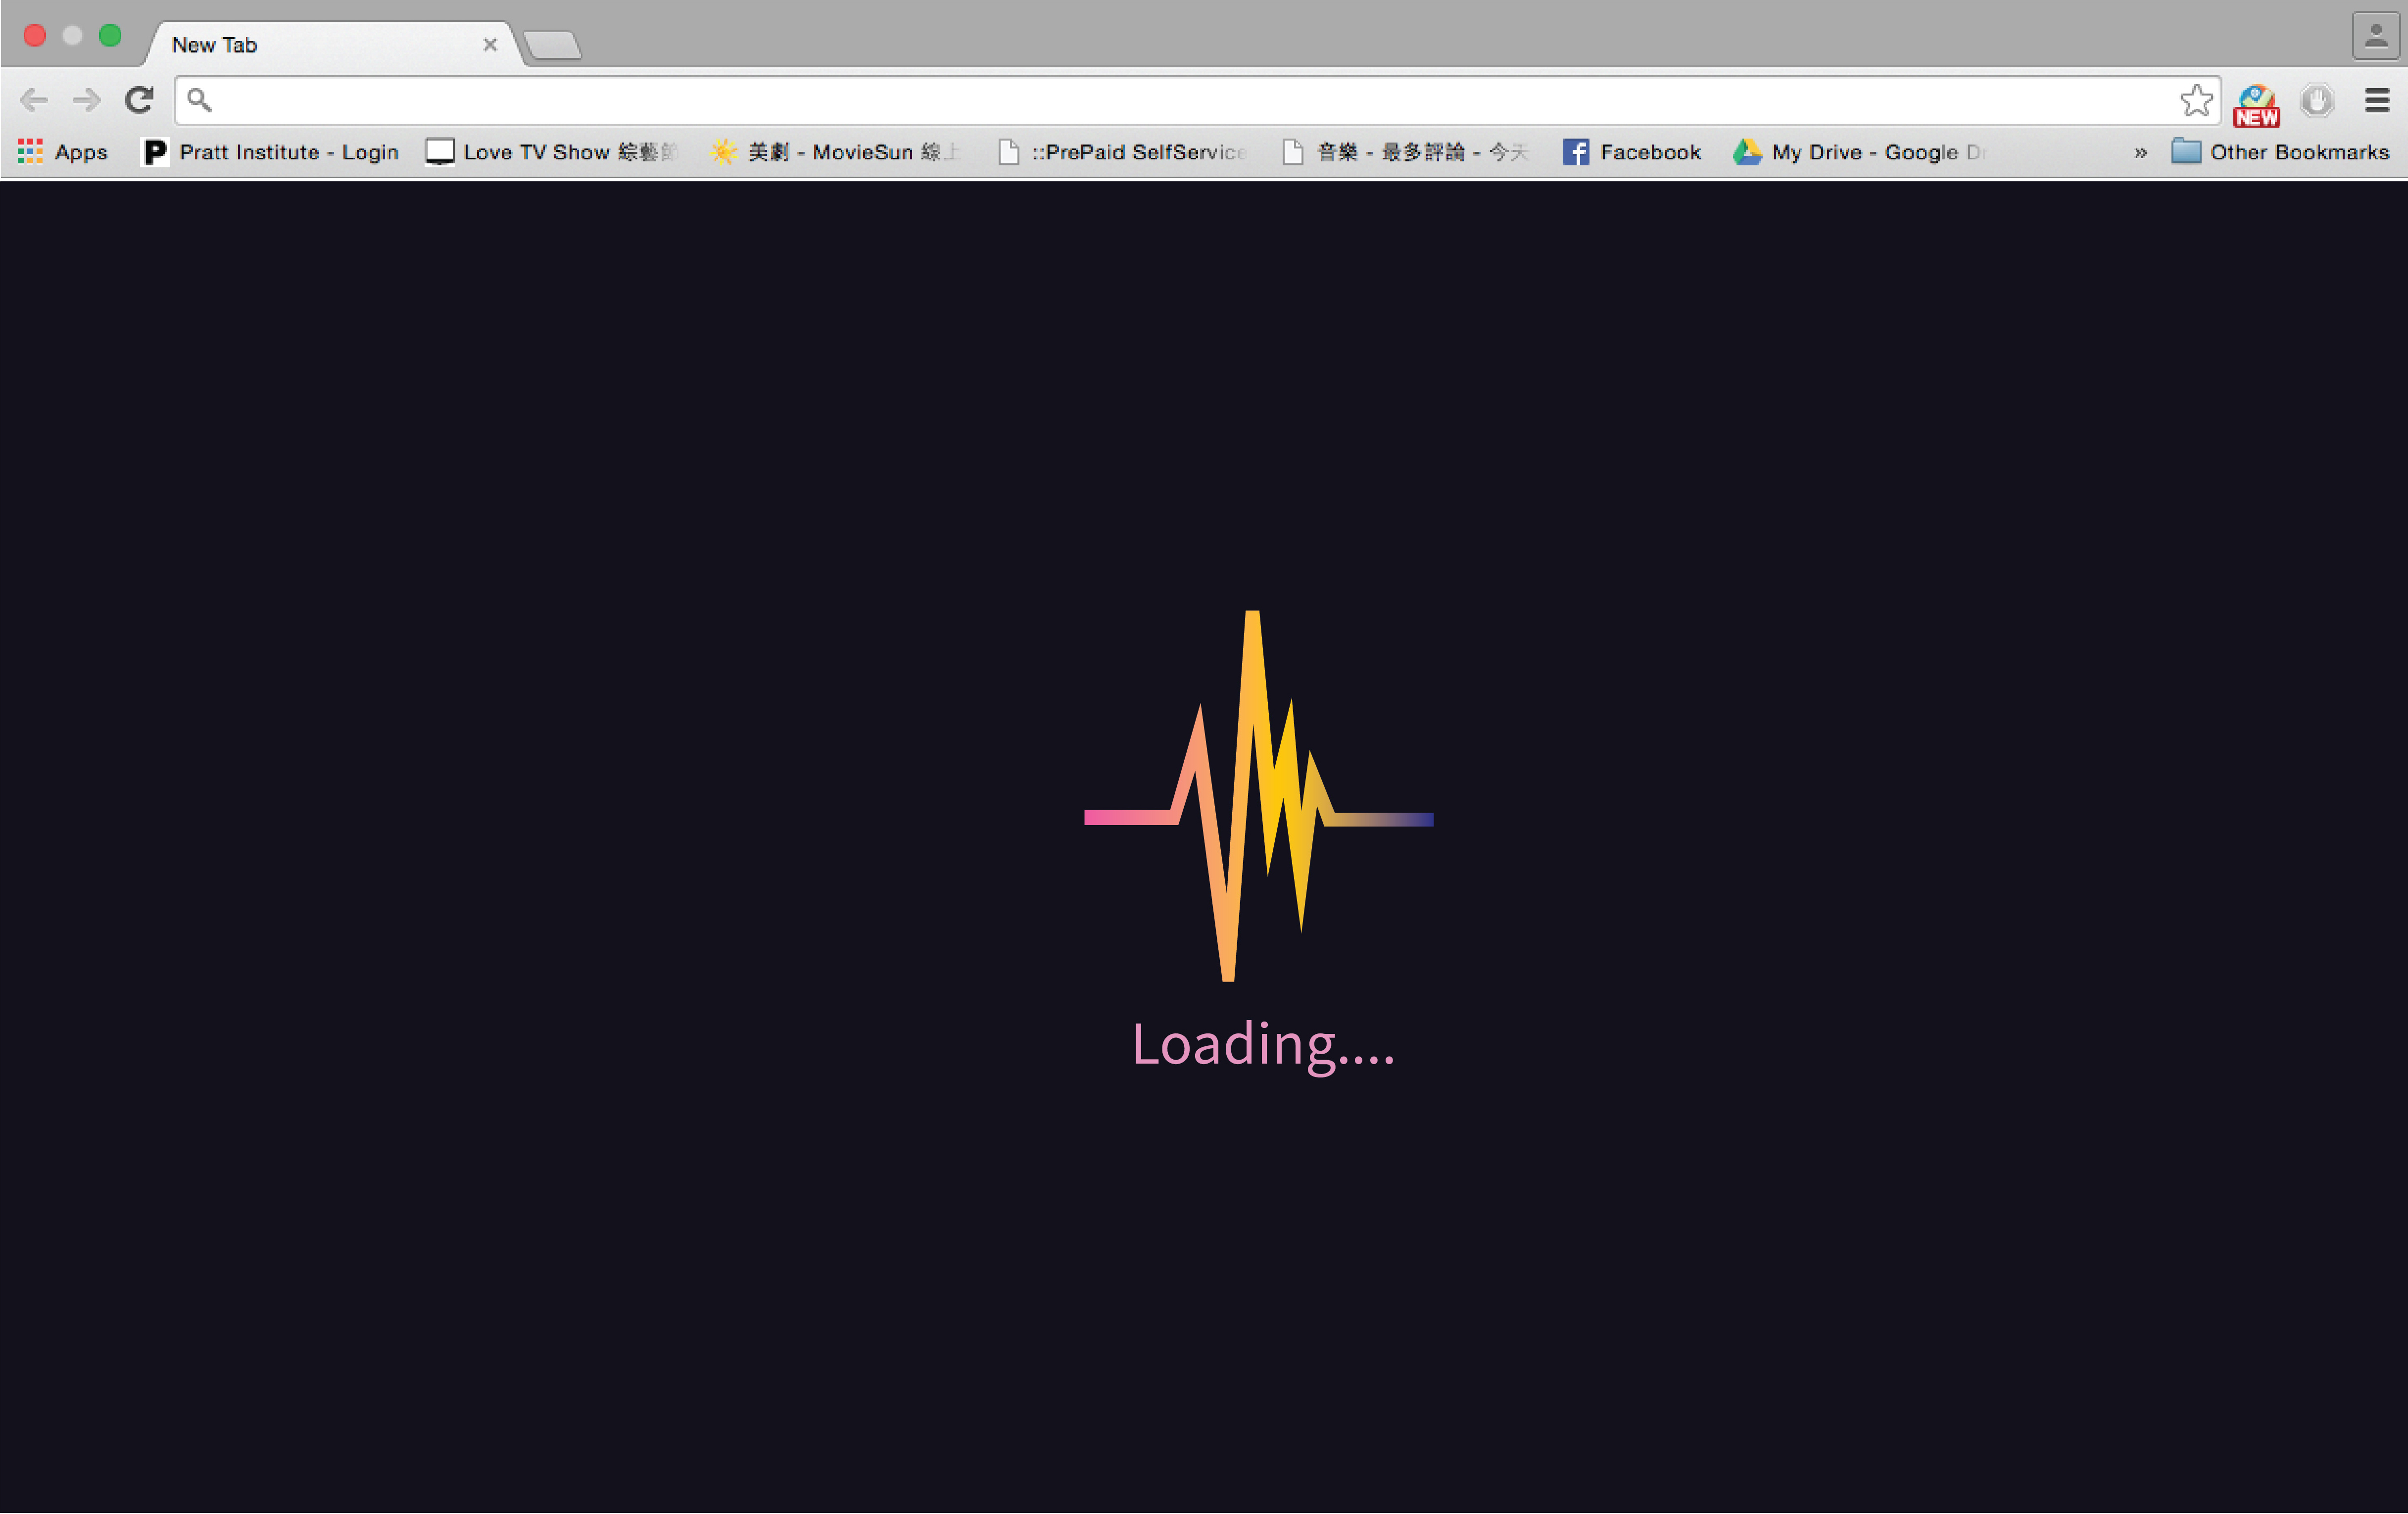 New Tab
NEW
Apps
Pratt Institute - Login
Love TV Show 綜藝節
美劇 - MovieSun 線上
::PrePaid SelfService
音樂 - 最多評論 - 今天
Facebook
My Drive - Google Dr
»
Other Bookmarks
Loading....